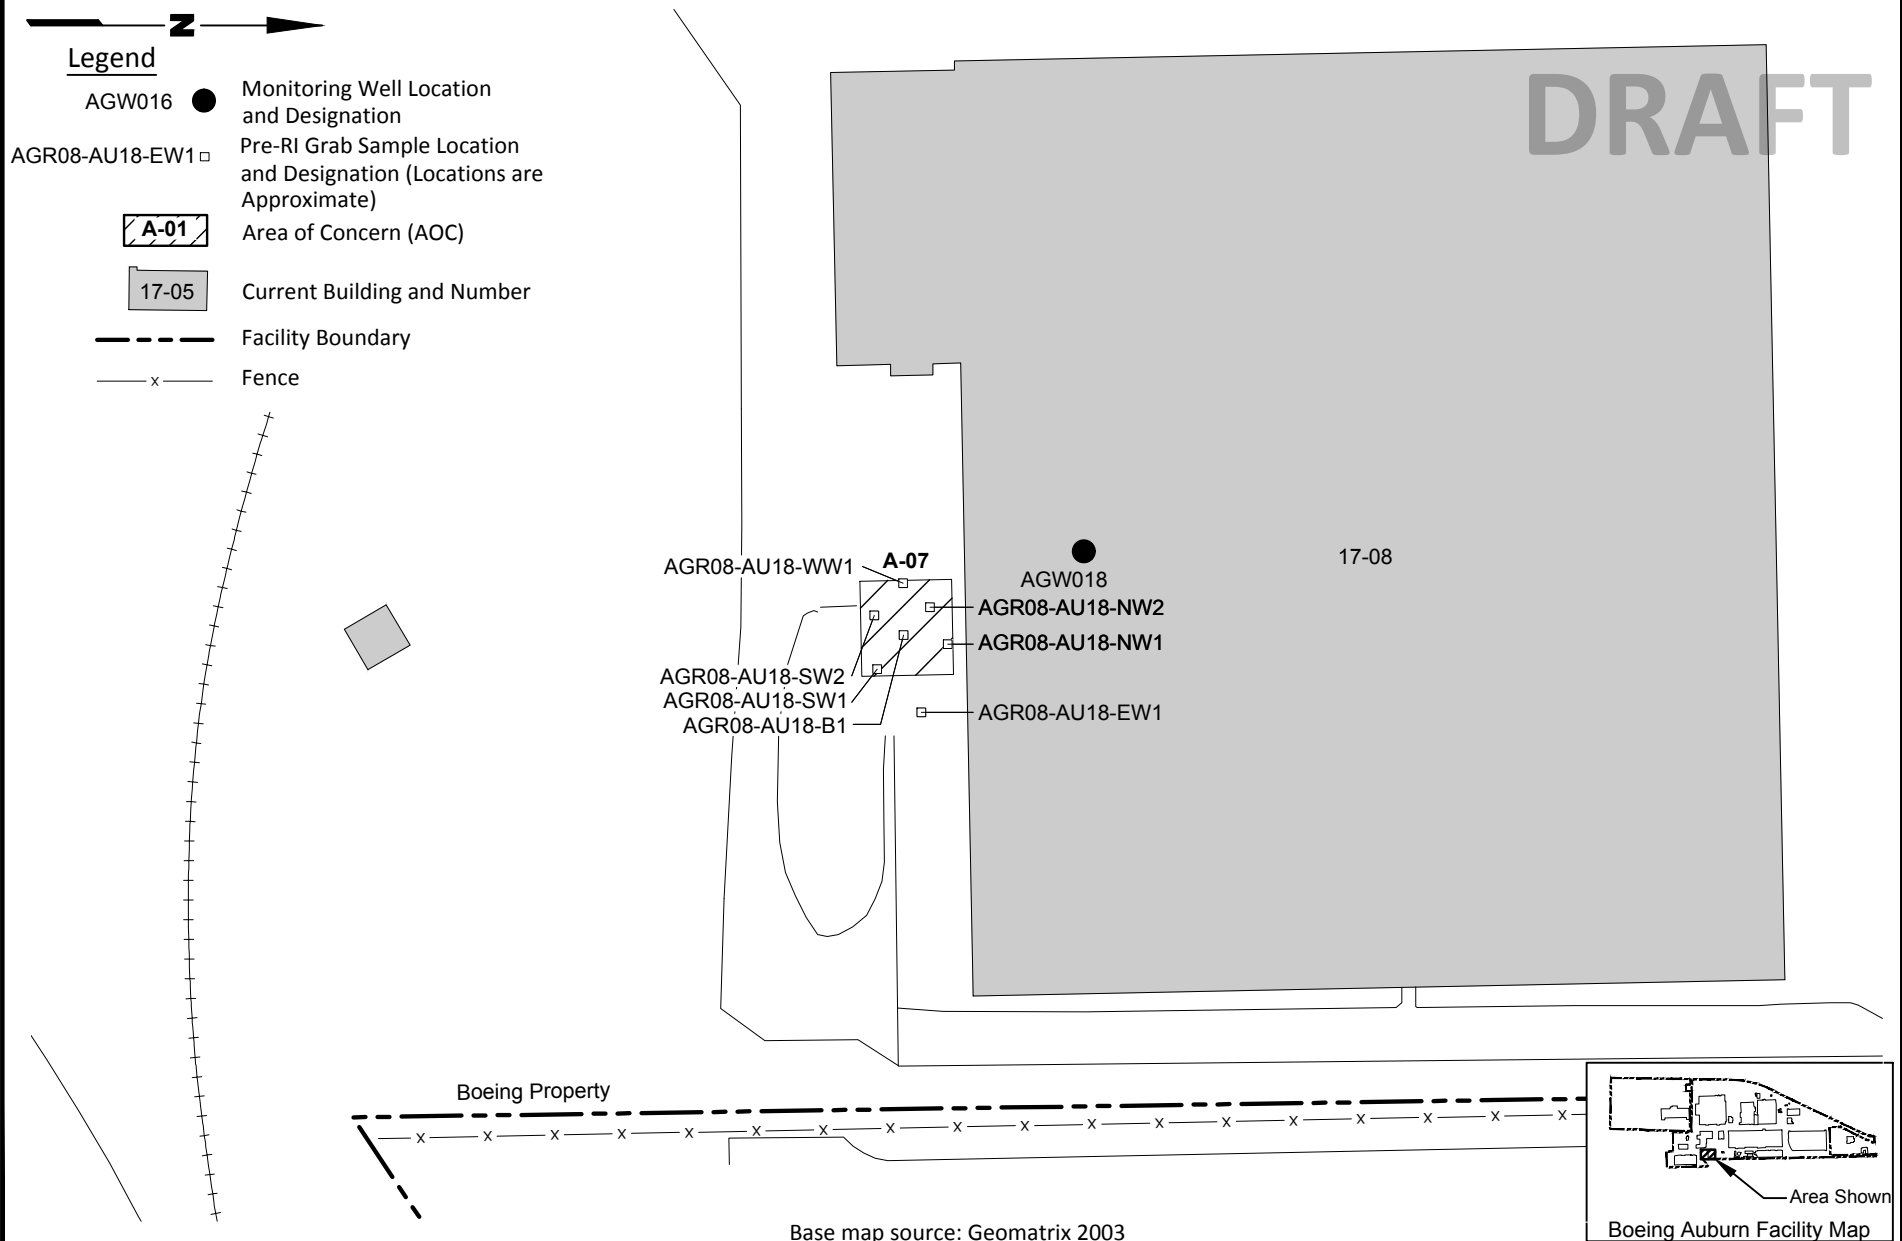 N
Legend
AGW016
Monitoring Well Location
and Designation
AGR08-AU18-EW1
Pre-RI Grab Sample Location
and Designation (Locations are
Approximate)
A-01
Area of Concern (AOC)
17-05
Current Building and Number
Facility Boundary
x
Fence
DRAFT
AGR08-AU18-WW1
A-07
AGW018
17-08
AGR08-AU18-NW2
AGR08-AU18-NW1
AGR08-AU18-SW2
AGR08-AU18-SW1
AGR08-AU18-B1
AGR08-AU18-EW1
Boeing Property
x x x x x x x x x x x x x x x x x x
Area Shown
Boeing Auburn Facility Map
Base map source: Geomatrix 2003